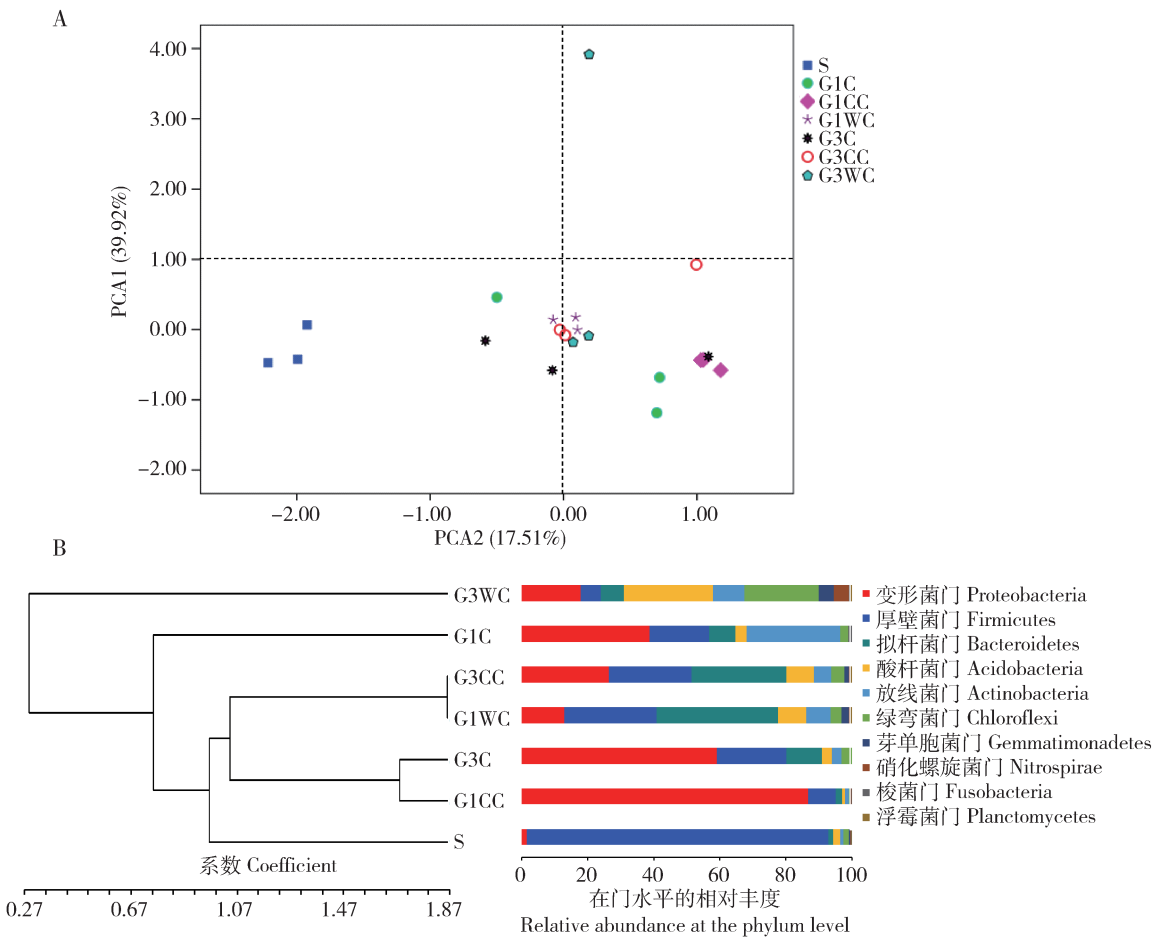 A
4.00
3.00
2.00
1.00
0.00
−1.00
−2.00
PCA1 (39.92%)
−2.00
−1.00
0.00
1.00
PCA2 (17.51%)
S
G1C
G1CC
G1WC
G3C
G3CC
G3WC
B
G3WC
G1C
G3CC
G1WC
G3C
G1CC
S
系数 Coefficient
0.27
0.67
1.07
1.47
1.87
0
20
40
60
80
100
在门水平的相对丰度
Relative abundance at the phylum level
变形菌门 Proteobacteria
厚壁菌门 Firmicutes
拟杆菌门 Bacteroidetes
酸杆菌门 Acidobacteria
放线菌门 Actinobacteria
绿弯菌门 Chloroflexi
芽单胞菌门 Gemmatimonadetes
硝化螺旋菌门 Nitrospirae
梭菌门 Fusobacteria
浮霉菌门 Planctomycetes